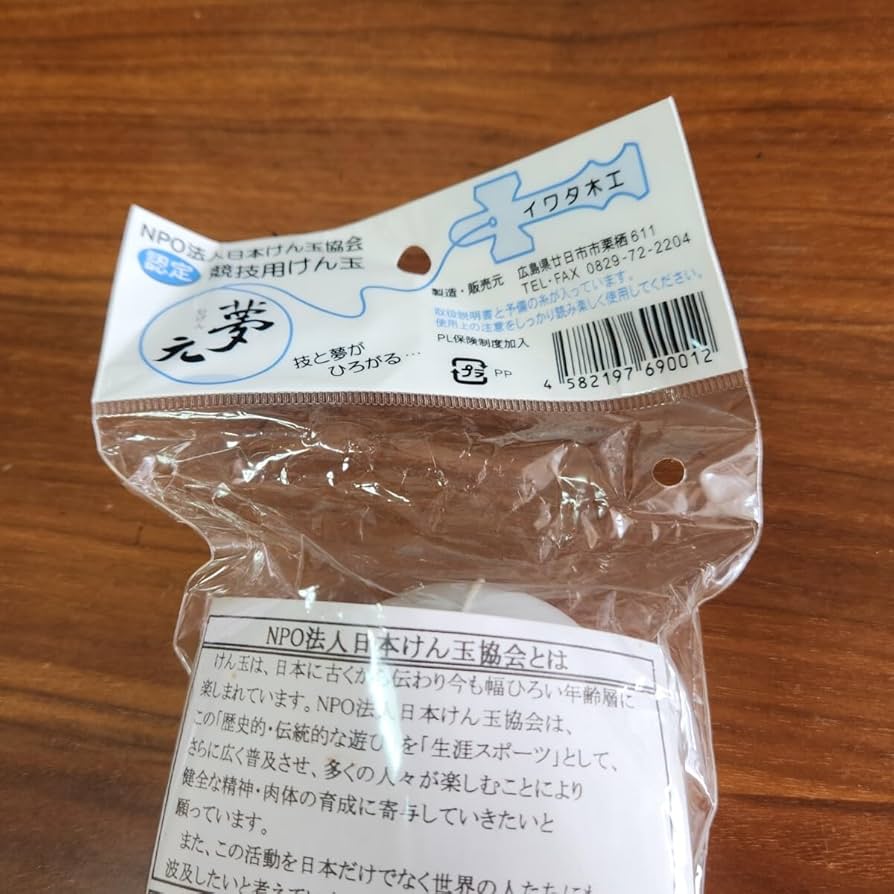 NPO法人日本けん玉協会
認定
競技用けん玉
夢元
技と夢が
ひろがる…
イワタ木工
製造・販売元
広島県廿日市市栗栖611
TEL・FAX 0829-72-2204
取扱説明書と予備の糸が入っています。
使用上の注意をしっかり読み楽しく使用してください。
PL保険制度加入
プラ
PP
4 582197 690012
NPO法人日本けん玉協会とは
けん玉は、日本に古くから伝わり今も幅ひろい年齢層に
楽しまれています。NPO法人日本けん玉協会は、
この「歴史的・伝統的な遊び」を「生涯スポーツ」として、
さらに広く普及させ、多くの人々が楽しむことにより
健全な精神・肉体の育成に寄与していきたいと
願っています。
また、この活動を日本だけでなく世界の人たちにも
波及したいと考えてい